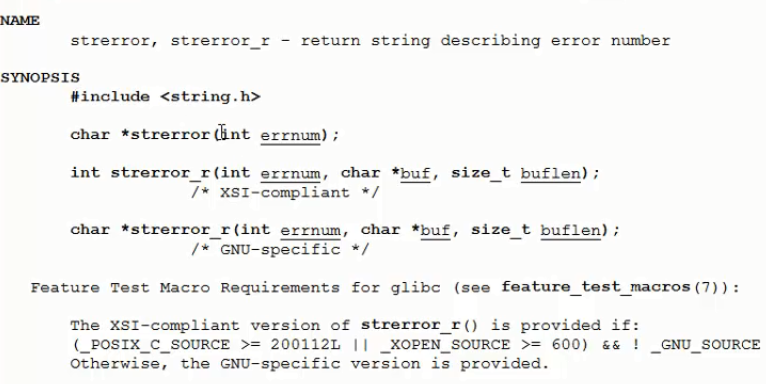 NAME
strerror, strerror_r - return string describing error number
SYNOPSIS
#include <string.h>
char *strerror(int errnum);
int strerror_r(int errnum, char *buf, size_t buflen);
/* XSI-compliant */
char *strerror_r(int errnum, char *buf, size_t buflen);
/* GNU-specific */
Feature Test Macro Requirements for glibc (see feature_test_macros(7)):
The XSI-compliant version of strerror_r() is provided if:
(_POSIX_C_SOURCE >= 200112L || _XOPEN_SOURCE >= 600) && ! _GNU_SOURCE
Otherwise, the GNU-specific version is provided.